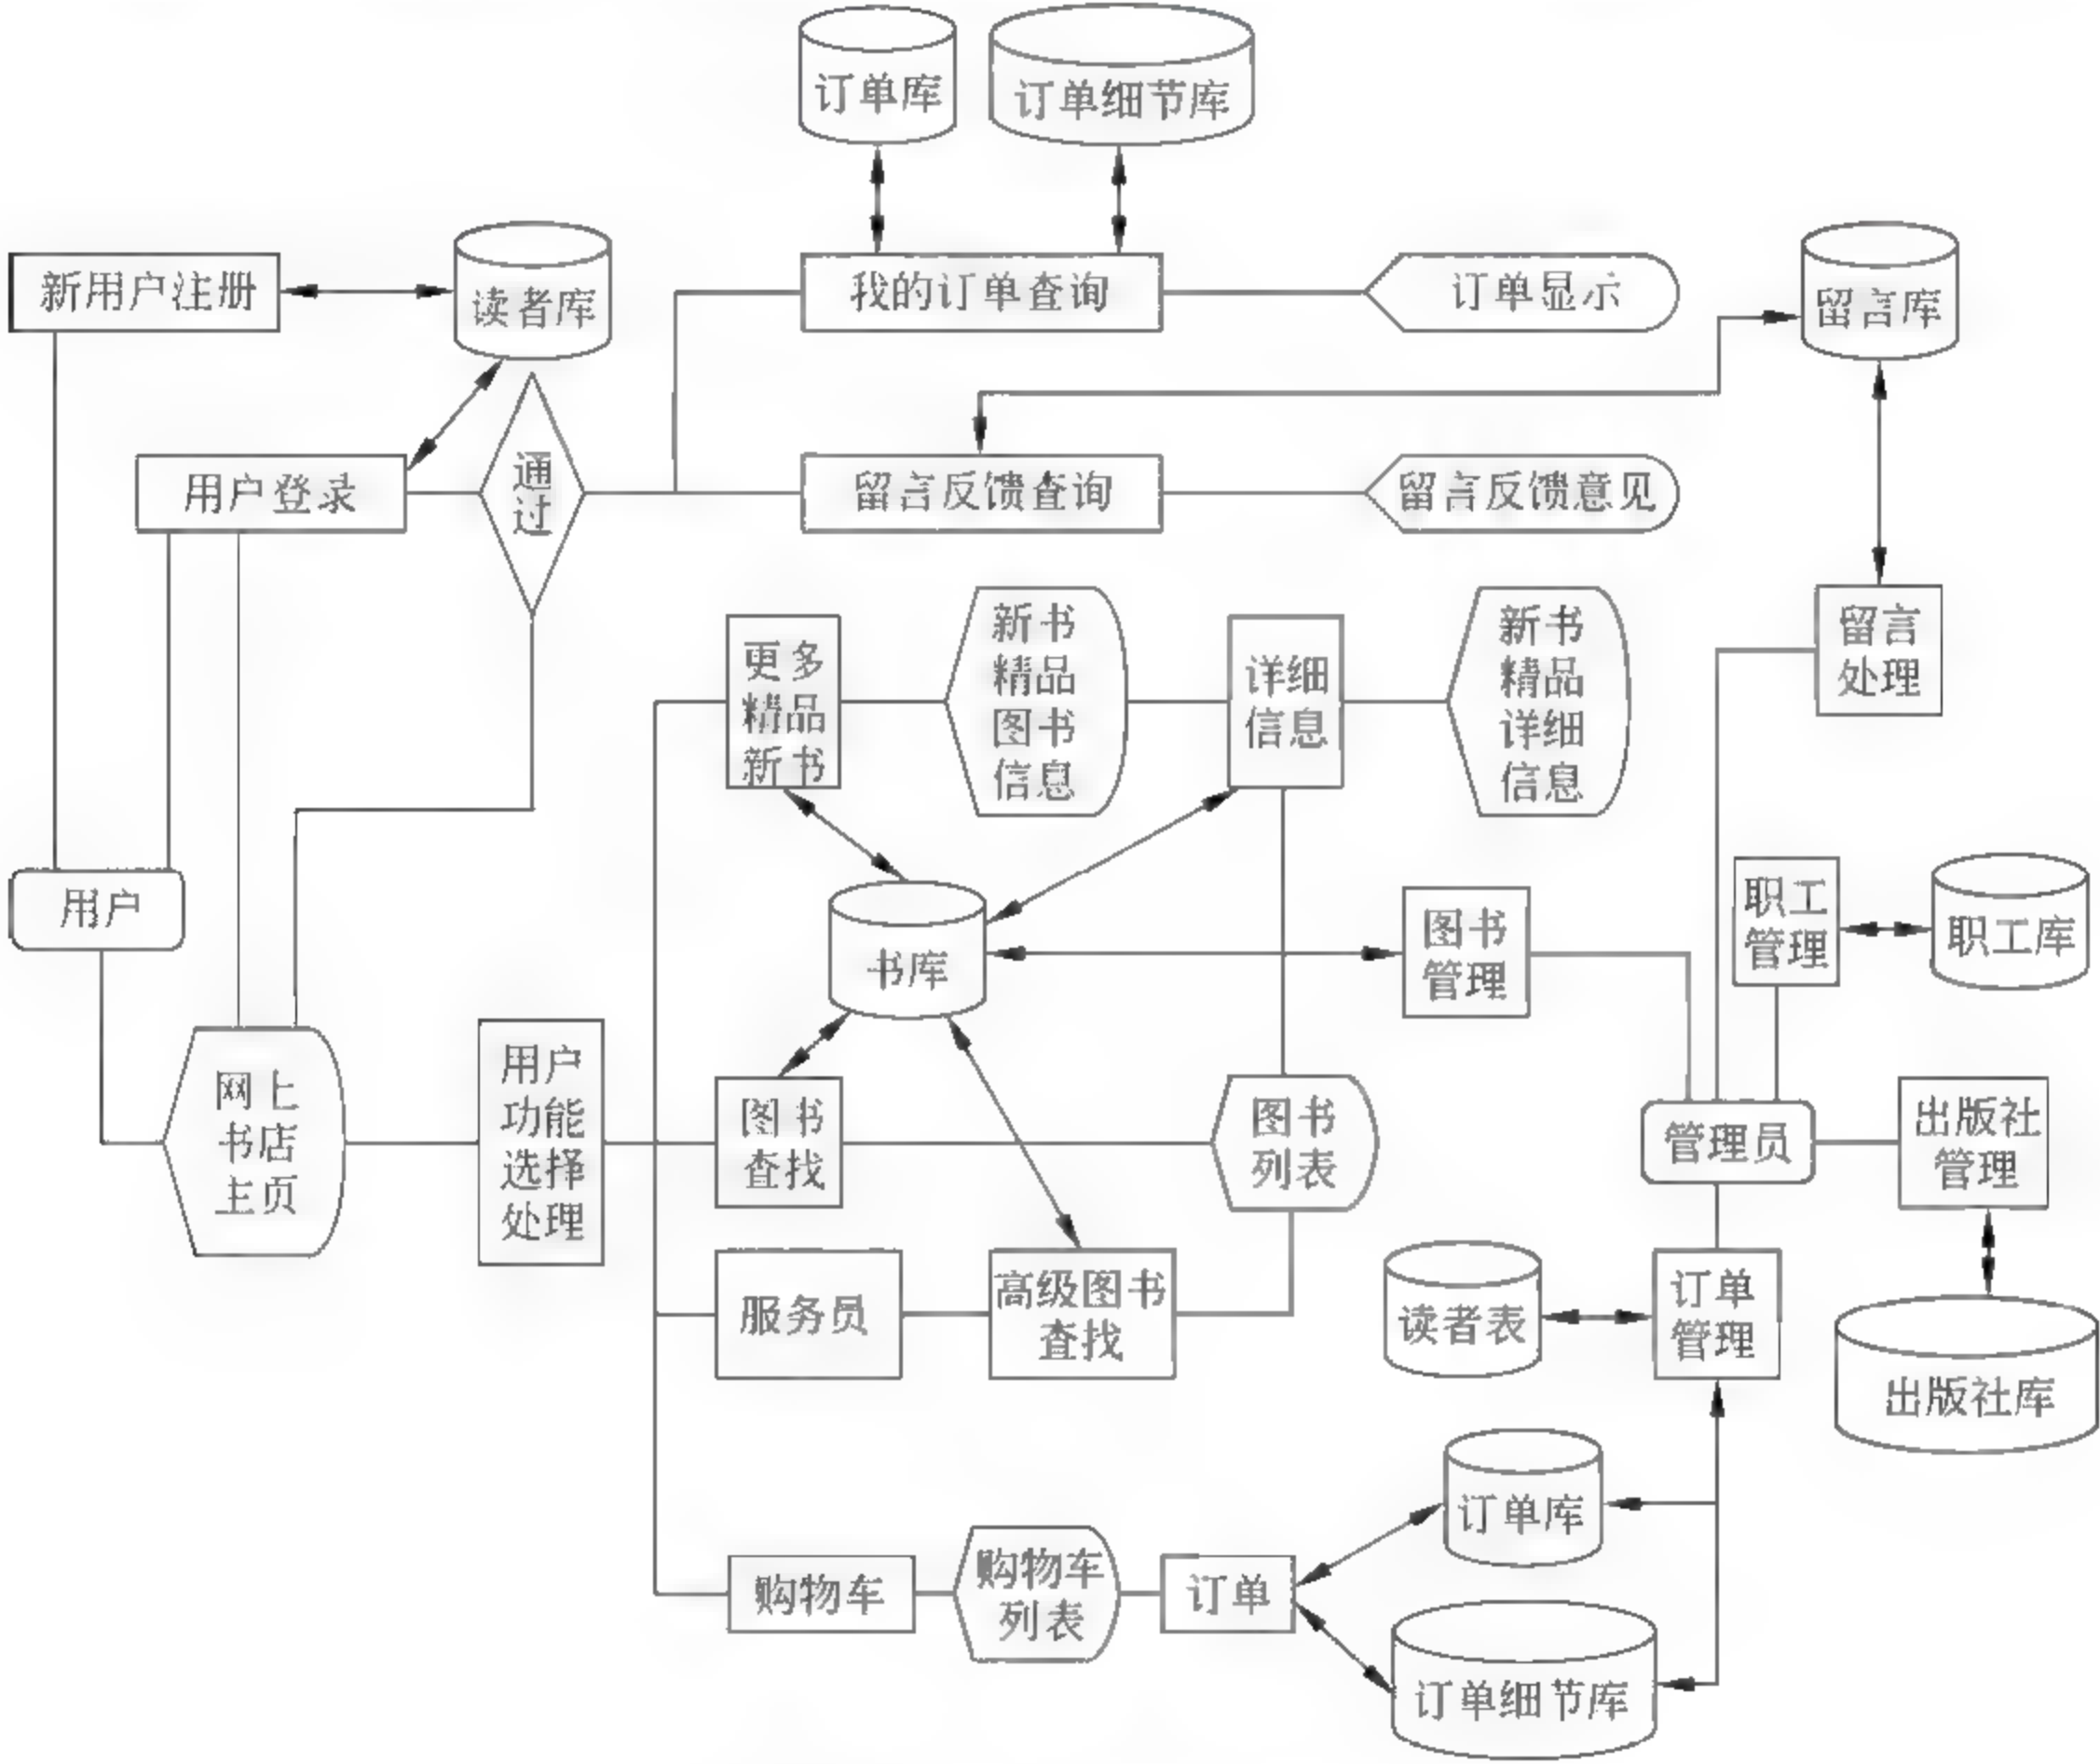 订单库
订单细节库
新用户注册
读者库
我的订单查询
订单显示
留言库
用户登录
通
过
留言反馈查询
留言反馈意见
更多
精品
新书
新书
精品
图书
信息
详细
信息
新书
精品
详细
信息
留言
处理
用户
书库
图书
管理
职工
管理
职工库
网上
书店
主页
用户
功能
选择
处理
图书
查找
图书
列表
管理员
出版社
管理
服务员
高级图书
查找
读者表
订单
管理
出版社库
购物车
购物车
列表
订单
订单库
订单细节库